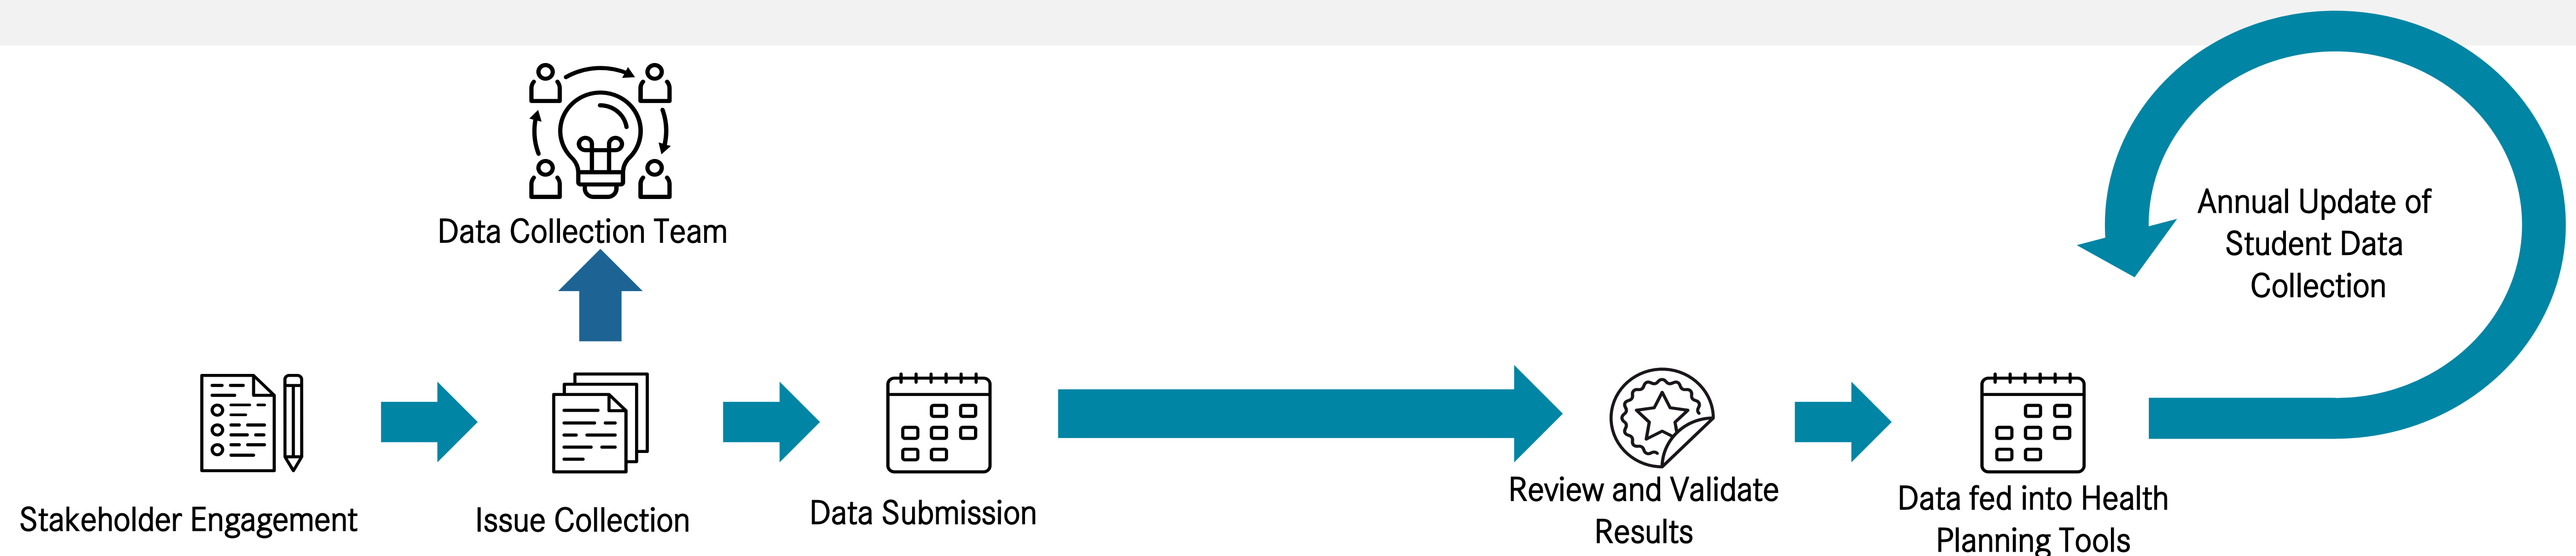 Data Collection Team
Annual Update of
Student Data
Collection
Stakeholder Engagement
Issue Collection
Data Submission
Review and Validate
Results
Data fed into Health
Planning Tools